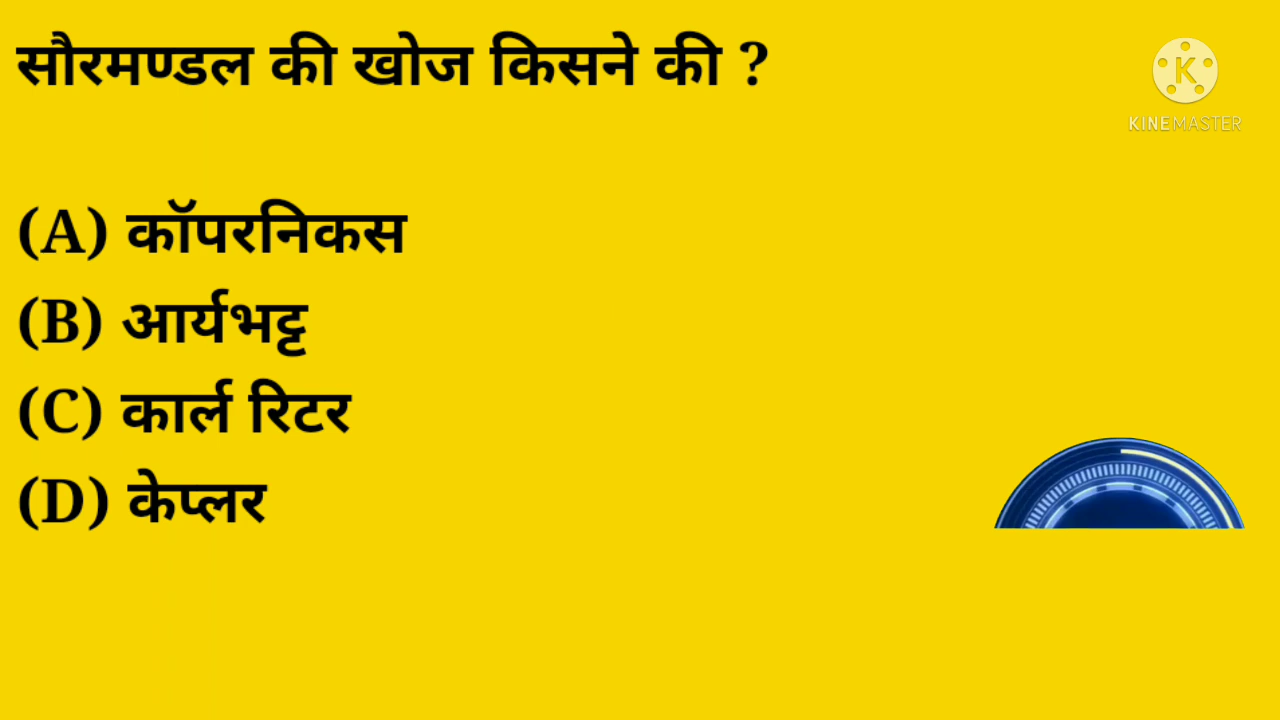 सौरमण्डल की खोज किसने की ?
KINEMASTER
(A) कॉपरनिकस
(B) आर्यभट्ट
(C) कार्ल रिटर
(D) केप्लर